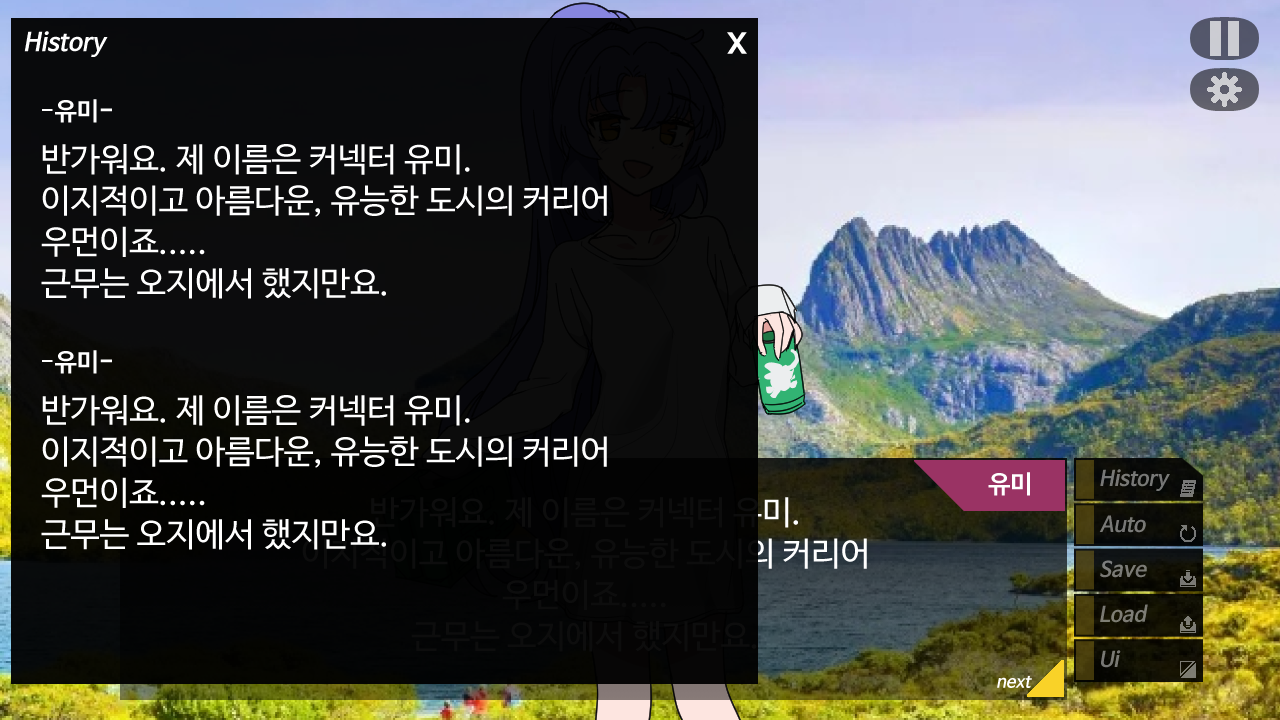 History
X
-유미-
반가워요. 제 이름은 커넥터 유미.
이지적이고 아름다운, 유능한 도시의 커리어
우먼이죠.....
근무는 오지에서 했지만요.
-유미-
반가워요. 제 이름은 커넥터 유미.
이지적이고 아름다운, 유능한 도시의 커리어
우먼이죠.....
근무는 오지에서 했지만요.
유미
반가워요. 제 이름은 커넥터 유미.
이지적이고 아름다운, 유능한 도시의 커리어
우먼이죠.....
근무는 오지에서 했지만요.
next
History
Auto
Save
Load
Ui